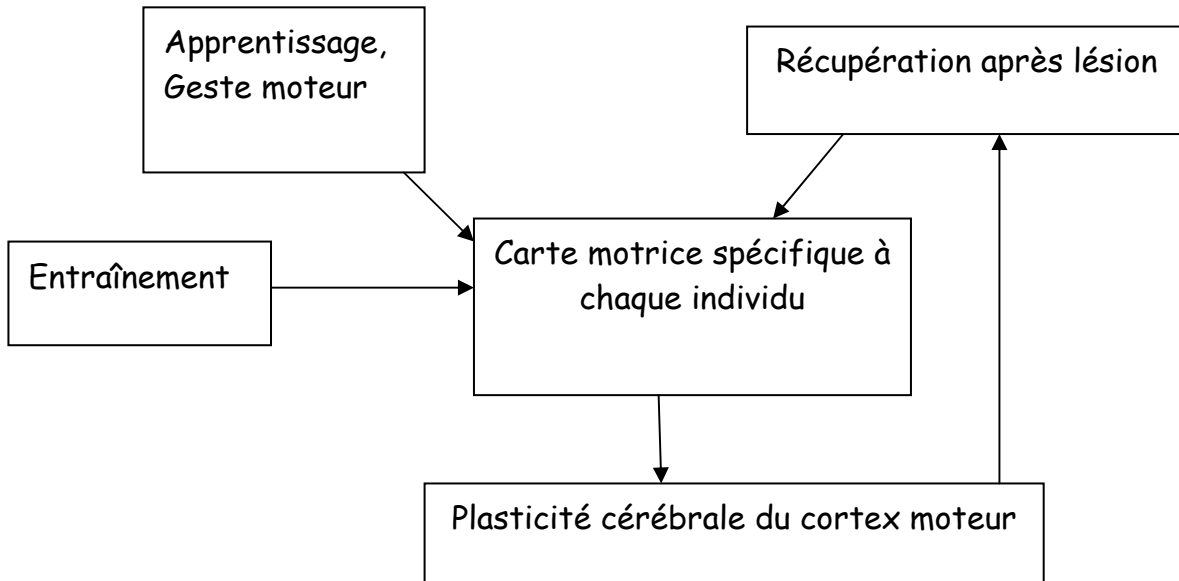 Apprentissage,
Geste moteur
Récupération après lésion
Entraînement
Carte motrice spécifique à
chaque individu
Plasticité cérébrale du cortex moteur